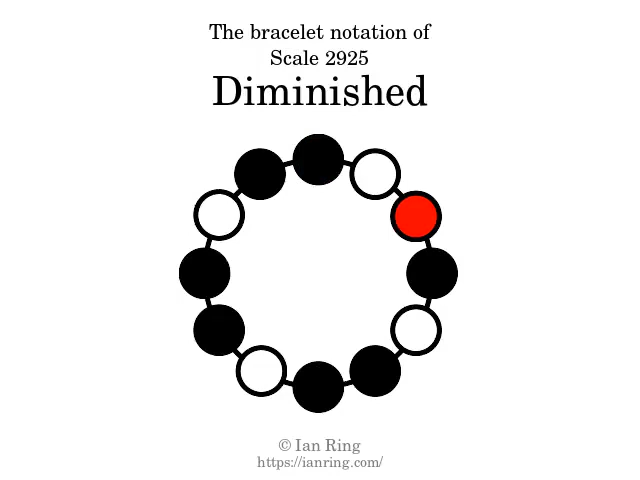 The bracelet notation of
Scale 2925
Diminished
© Ian Ring
https://ianring.com/